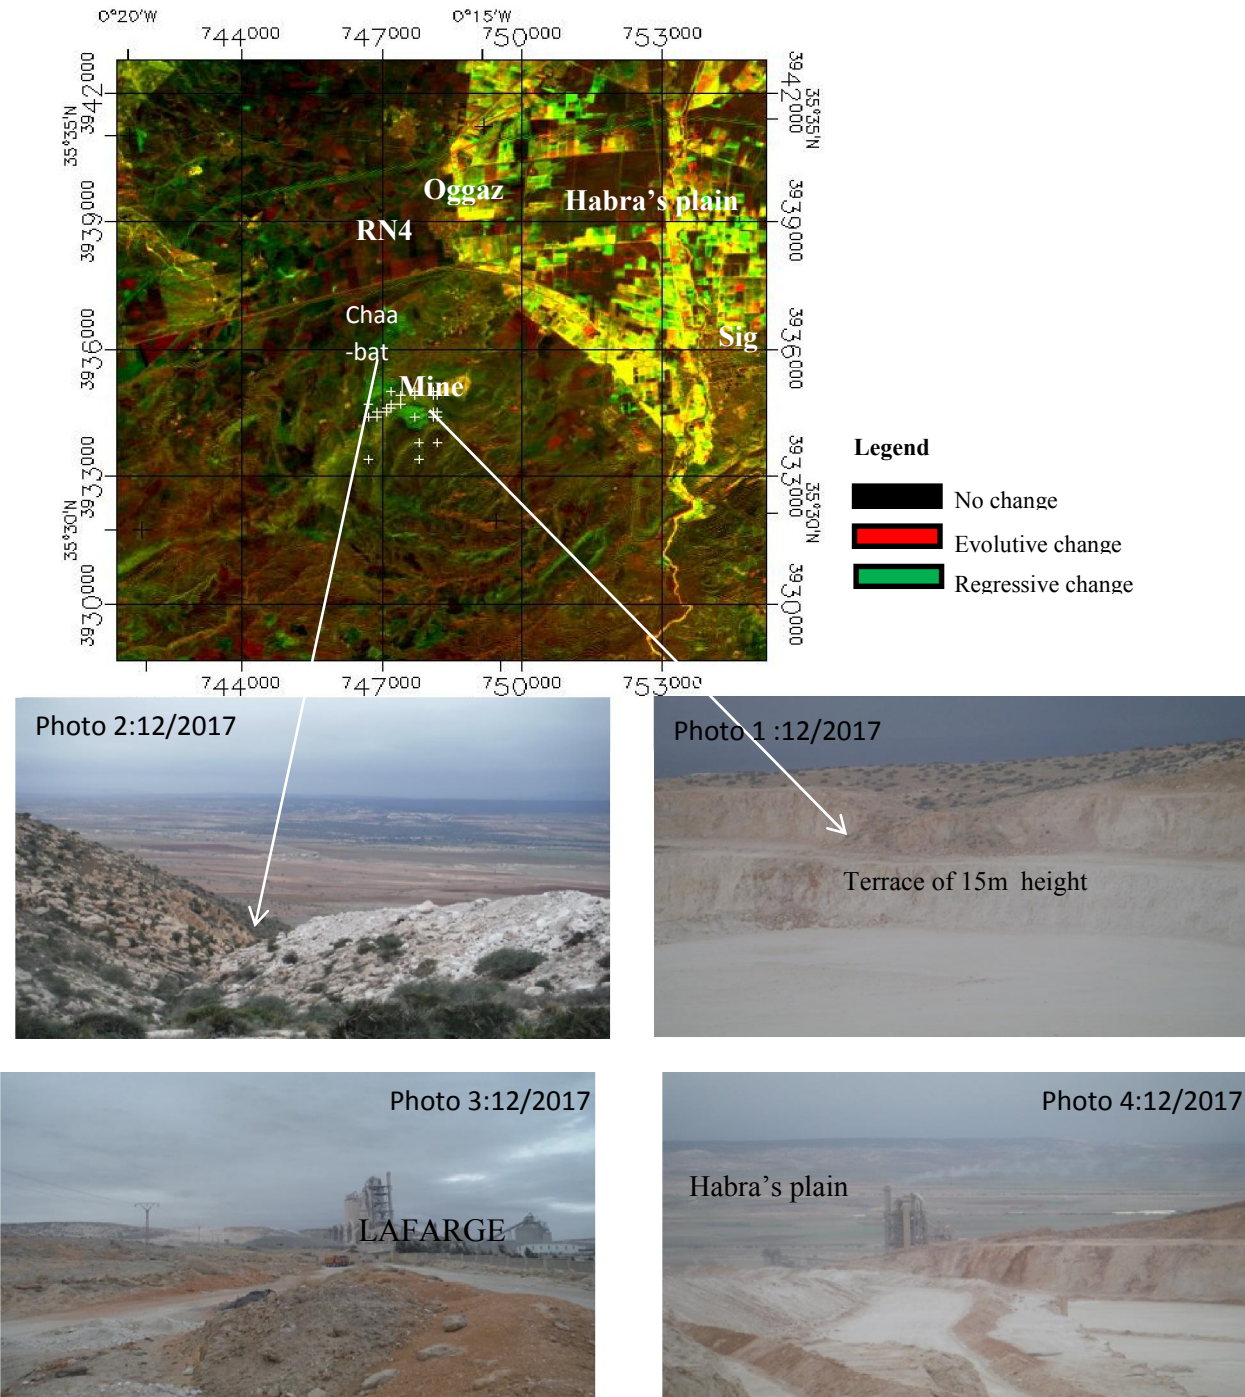 0°20'W 0°15'W
744000 747000 750000 753000
3942000 3942000
35°35'N 35°35'N
Oggaz Habra's plain
3939000 3939000
RN4
Chaa
-bat
Sig
3936000 3936000
Mine
Legend
3933000 3933000
No change
35°30'N 35°30'N
Evolutive change
Regressive change
3930000 3930000
744000 747000 750000 753000
Photo 2:12/2017
Photo 1 :12/2017
Terrace of 15m height
Photo 3:12/2017
LAFARGE
Photo 4:12/2017
Habra's plain